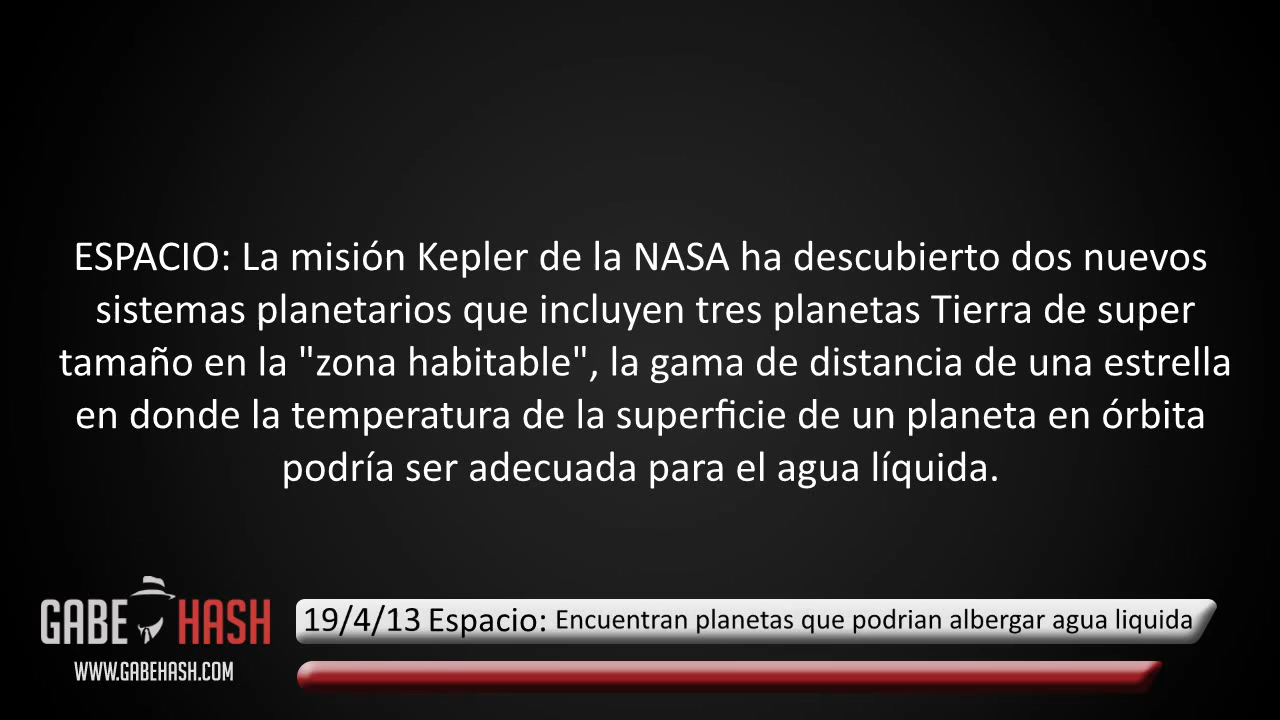 ESPACIO: La misión Kepler de la NASA ha descubierto dos nuevos
sistemas planetarios que incluyen tres planetas Tierra de super
tamaño en la "zona habitable", la gama de distancia de una estrella
en donde la temperatura de la superficie de un planeta en órbita
podría ser adecuada para el agua líquida.
GABE HASH
WWW.GABEHASH.COM
19/4/13 Espacio: Encuentran planetas que podrian albergar agua liquida